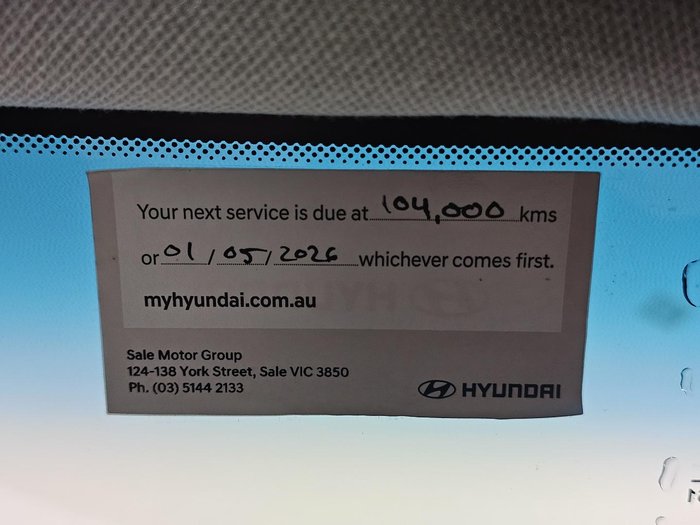 Your next service is due at 104,000 kms
or 01/05/2026 whichever comes first.
myhyundai.com.au
Sale Motor Group
124-138 York Street, Sale VIC 3850
Ph. (03) 5144 2133
HYUNDAI